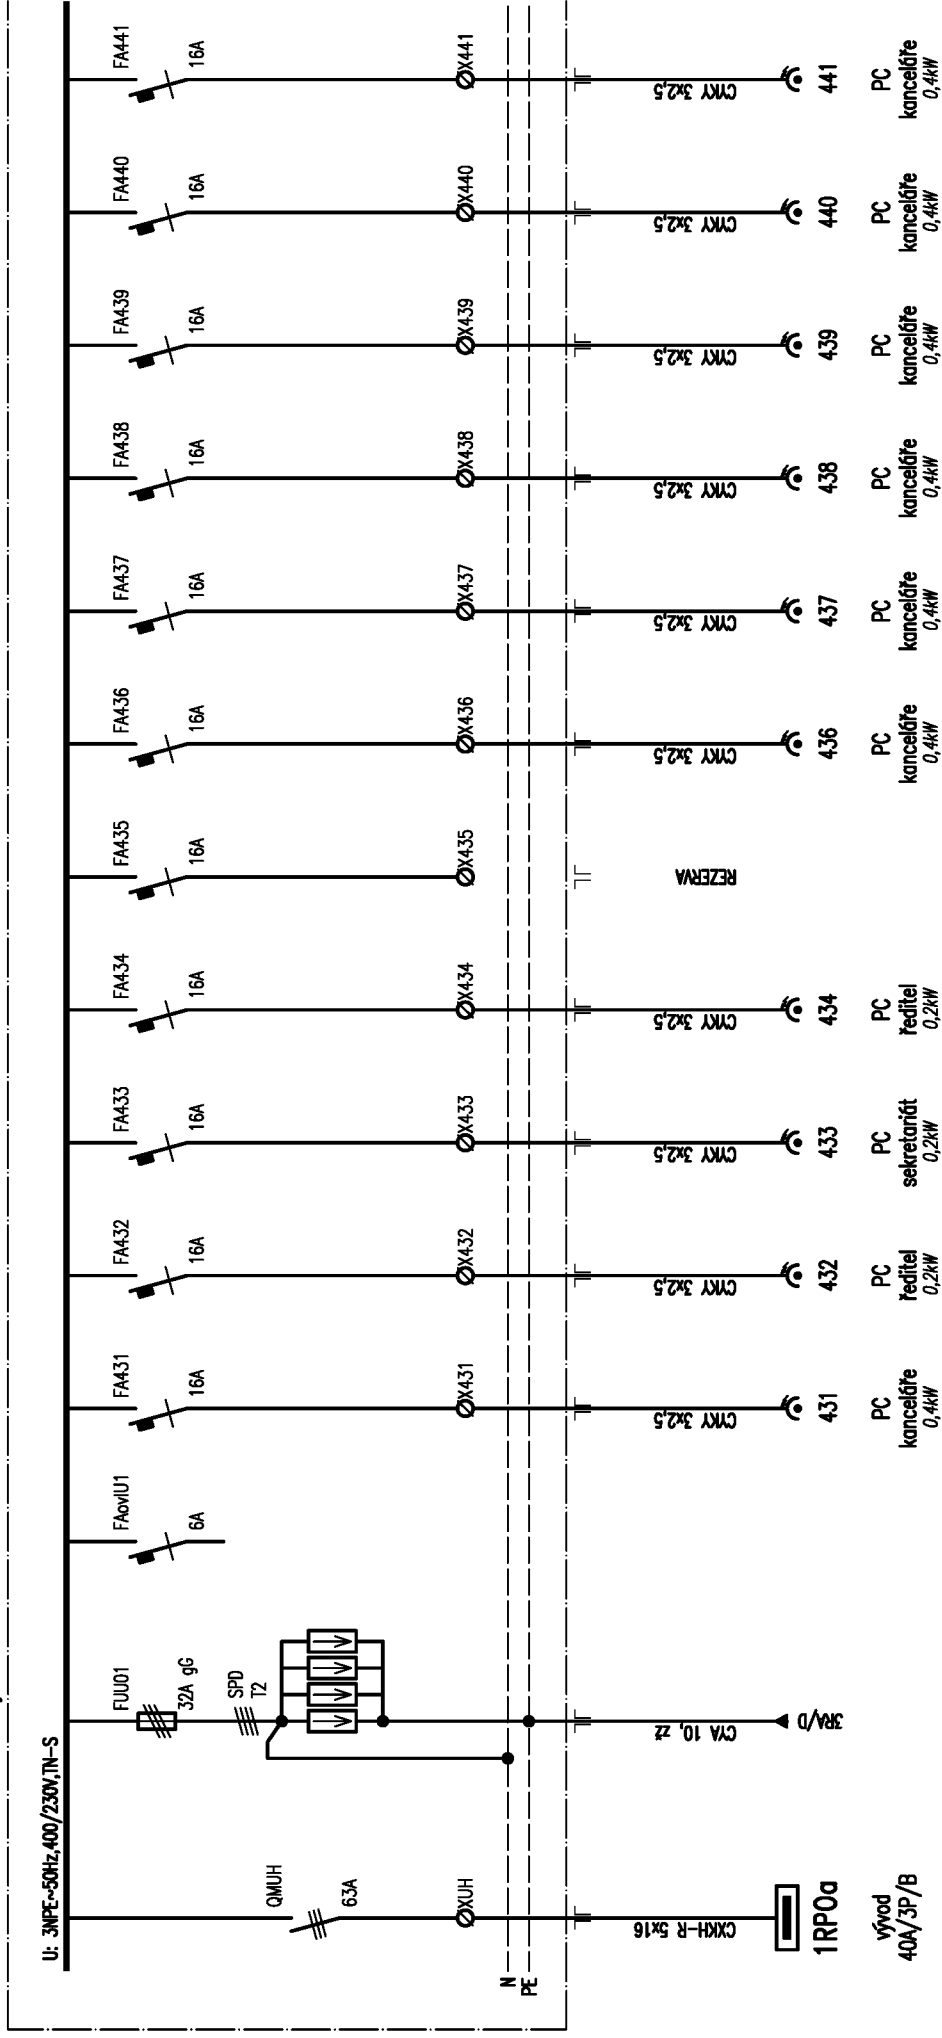 U: 3NPE~50Hz,400/230V,TN-S
QMUH
63A
XUH
N
PE
CXKH-R 5x16
1RPOa
vývod
40A/3P/B
FUU01
32A gG
SPD
T2
CYA 10, zž
3RA/D
FAovlU1
6A
FA431
16A
X431
CYKY 3x2,5
431
PC
kanceláře
0,4kW
FA432
16A
X432
CYKY 3x2,5
432
PC
ředitel
0,2kW
FA433
16A
X433
CYKY 3x2,5
433
PC
sekretariát
0,2kW
FA434
16A
X434
CYKY 3x2,5
434
PC
ředitel
0,2kW
FA435
16A
X435
REZERVA
FA436
16A
X436
CYKY 3x2,5
436
PC
kanceláře
0,4kW
FA437
16A
X437
CYKY 3x2,5
437
PC
kanceláře
0,4kW
FA438
16A
X438
CYKY 3x2,5
438
PC
kanceláře
0,4kW
FA439
16A
X439
CYKY 3x2,5
439
PC
kanceláře
0,4kW
FA440
16A
X440
CYKY 3x2,5
440
PC
kanceláře
0,4kW
FA441
16A
X441
CYKY 3x2,5
441
PC
kanceláře
0,4kW